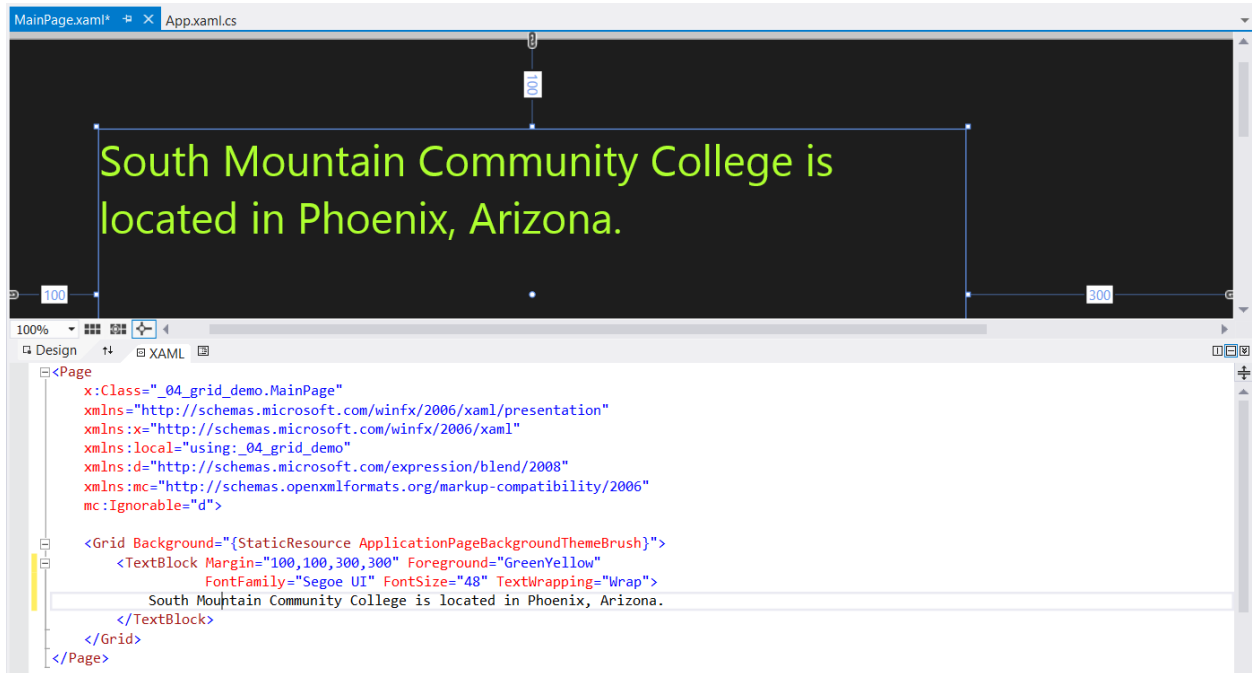 MainPage.xaml* App.xaml.cs
100
South Mountain Community College is
located in Phoenix, Arizona.
100 300
100%
Design XAML
<Page
x:Class="_04_grid_demo.MainPage"
xmlns="http://schemas.microsoft.com/winfx/2006/xaml/presentation"
xmlns:x="http://schemas.microsoft.com/winfx/2006/xaml"
xmlns:local="using:_04_grid_demo"
xmlns:d="http://schemas.microsoft.com/expression/blend/2008"
xmlns:mc="http://schemas.openxmlformats.org/markup-compatibility/2006"
mc:Ignorable="d">
<Grid Background="{StaticResource ApplicationPageBackgroundThemeBrush}">
<TextBlock Margin="100,100,300,300" Foreground="GreenYellow"
FontFamily="Segoe UI" FontSize="48" TextWrapping="Wrap">
South Mountain Community College is located in Phoenix, Arizona.
</TextBlock>
</Grid>
</Page>